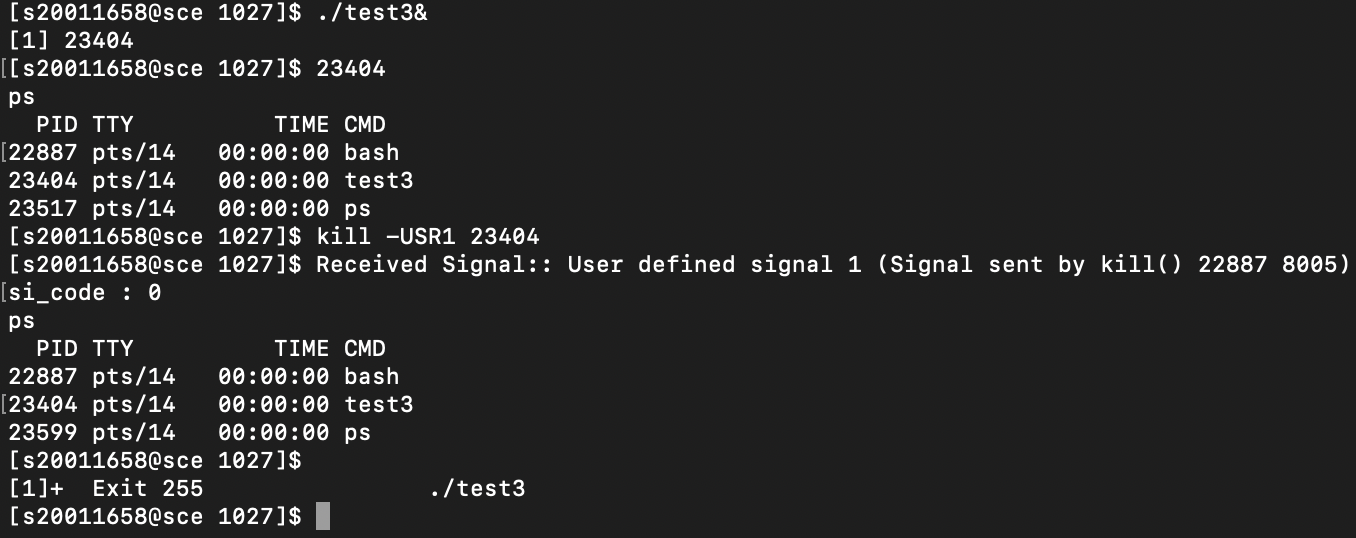 [s20011658@sce 1027]$ ./test3&
[1] 23404
[[s20011658@sce 1027]$ 23404
ps
  PID TTY          TIME CMD
[22887 pts/14   00:00:00 bash
23404 pts/14   00:00:00 test3
23517 pts/14   00:00:00 ps
[s20011658@sce 1027]$ kill -USR1 23404
[s20011658@sce 1027]$ Received Signal:: User defined signal 1 (Signal sent by kill() 22887 8005)
[si_code : 0
ps
  PID TTY          TIME CMD
22887 pts/14   00:00:00 bash
[23404 pts/14   00:00:00 test3
23599 pts/14   00:00:00 ps
[s20011658@sce 1027]$
[1]+  Exit 255                ./test3
[s20011658@sce 1027]$